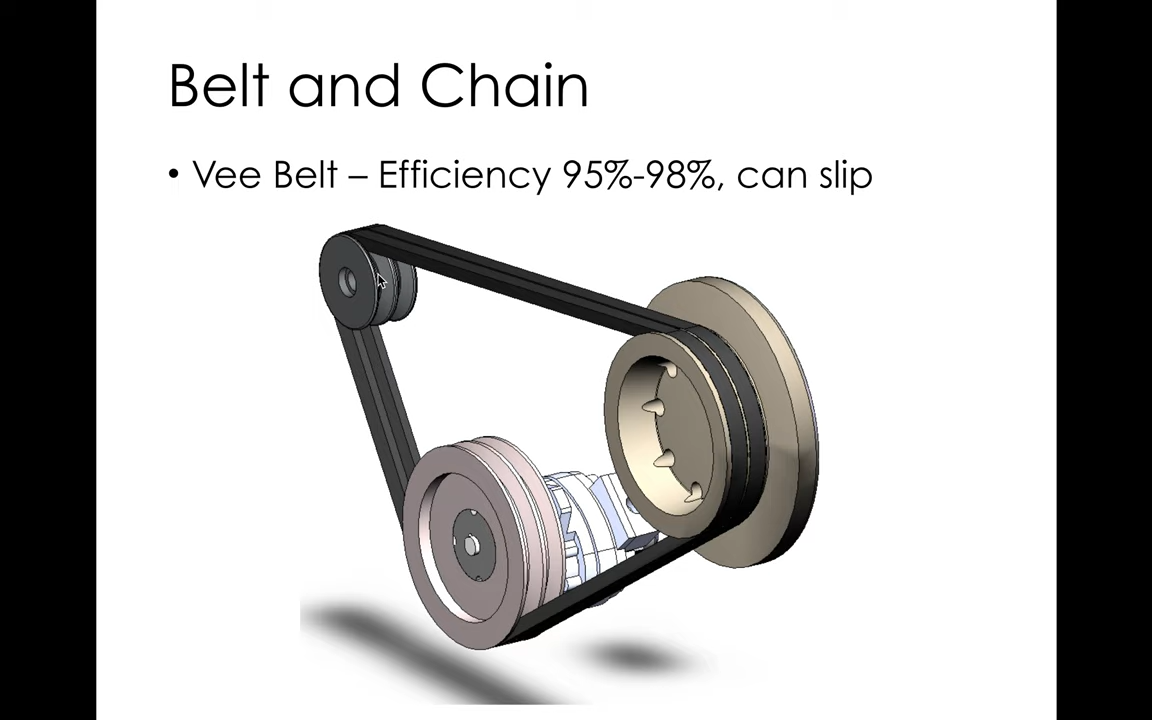 Belt and Chain
• Vee Belt – Efficiency 95%-98%, can slip